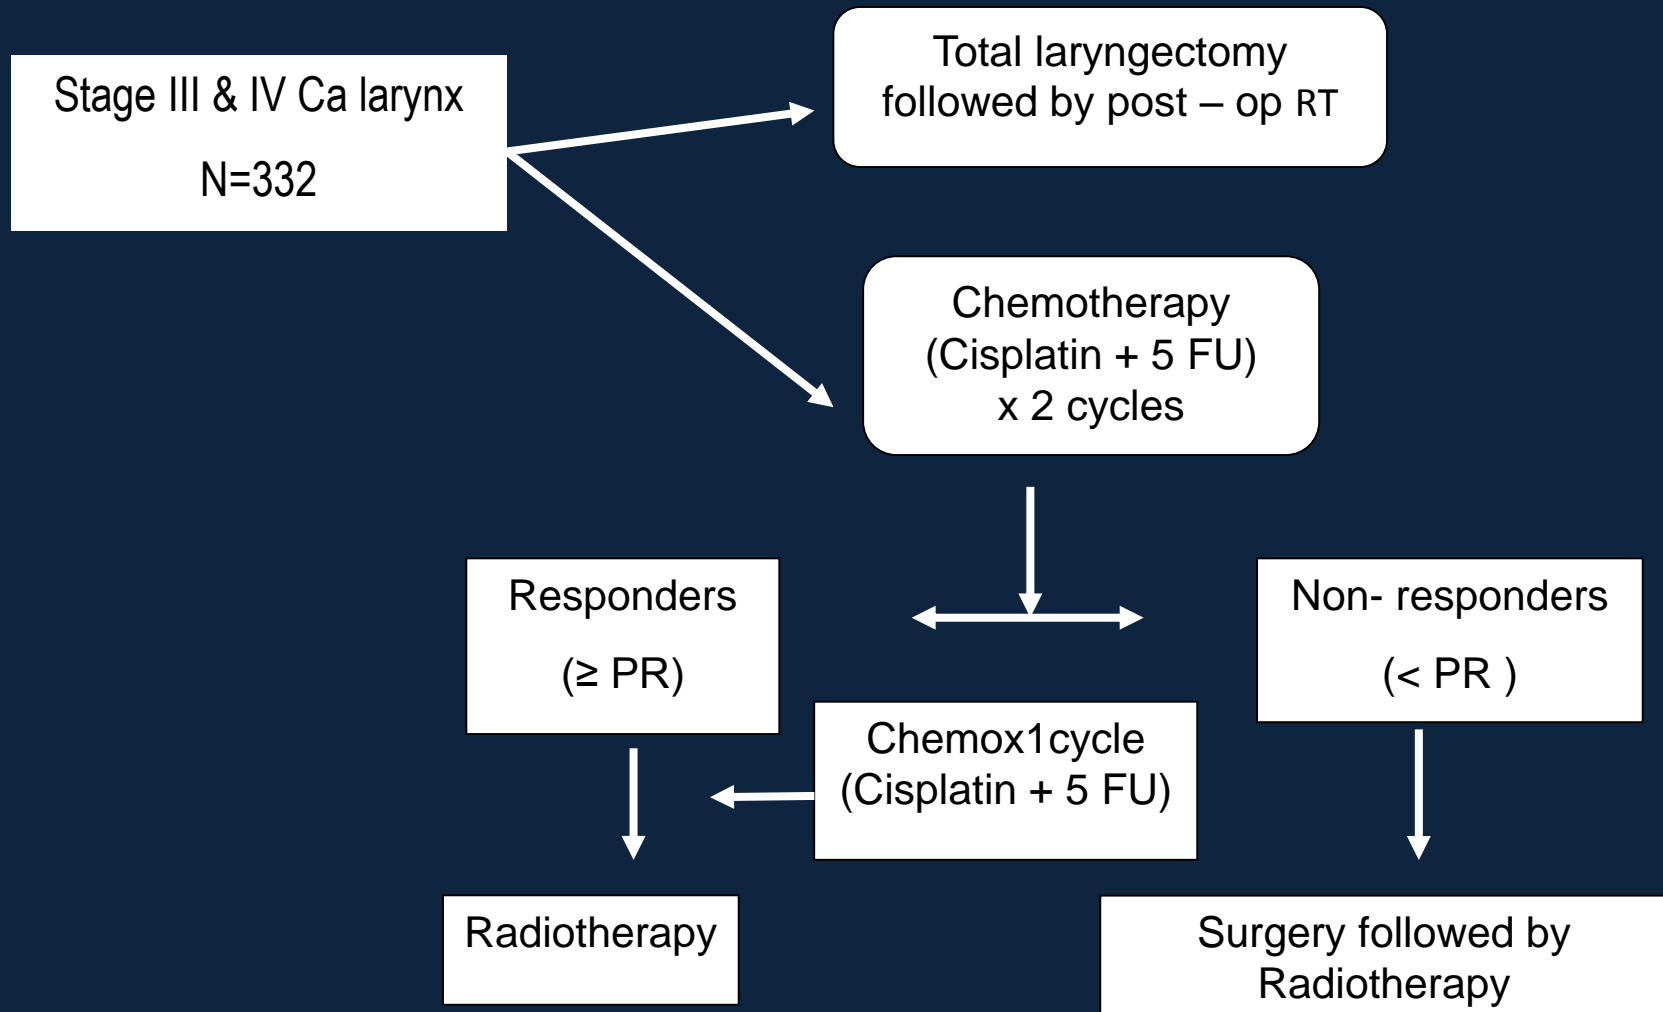 Stage III & IV Ca larynx
N=332
Total laryngectomy
followed by post – op RT
Chemotherapy
(Cisplatin + 5 FU)
x 2 cycles
Responders
(≥ PR)
Non- responders
(< PR )
Chemox1cycle
(Cisplatin + 5 FU)
Radiotherapy
Surgery followed by
Radiotherapy